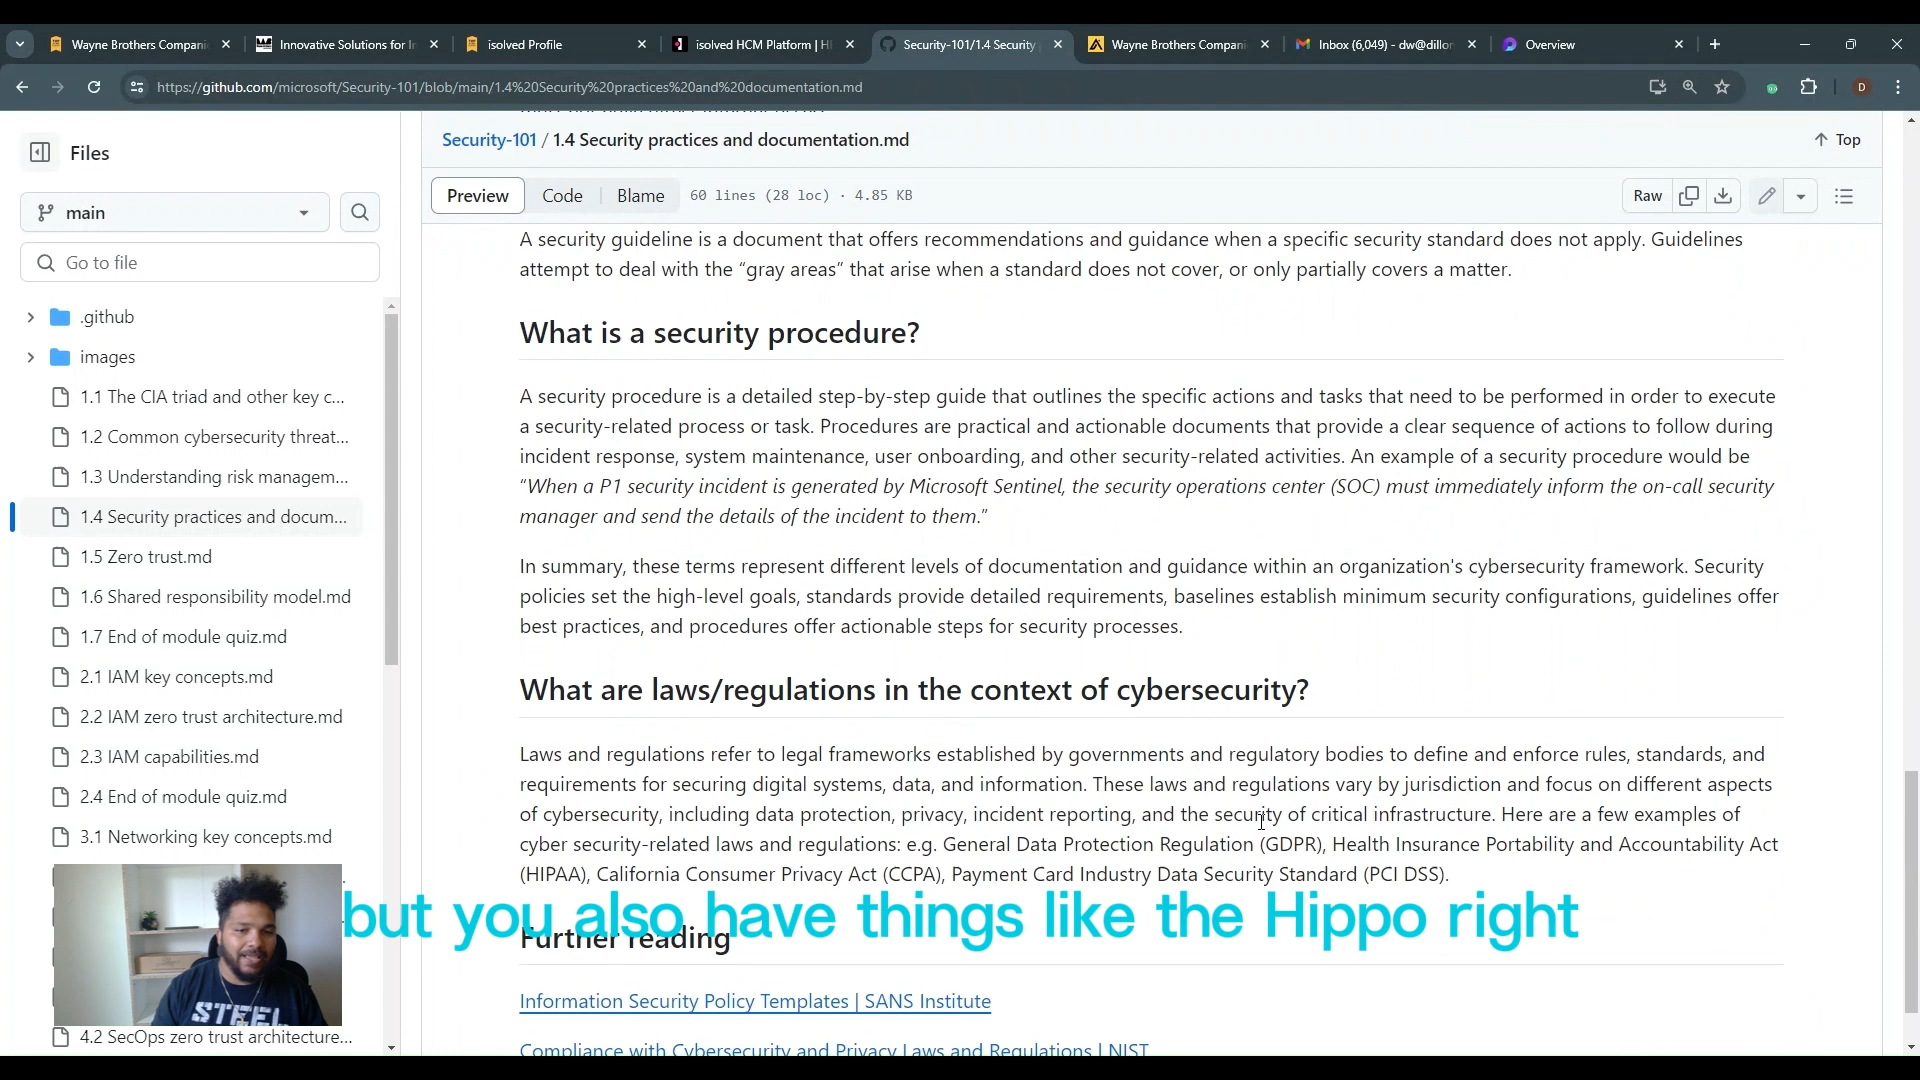 Wayne Brothers Compani
Innovative Solutions for I
isolved Profile
isolved HCM Platform | H
Security-101/1.4 Security
Wayne Brothers Compani
Inbox (6,049) - dw@dillo
Overview
https://github.com/microsoft/Security-101/blob/main/1.4%20Security%20practices%20and%20documentation.md
D
Files
Security-101 / 1.4 Security practices and documentation.md
Top
main
Preview
Code
Blame
60 lines (28 loc) · 4.85 KB
Raw
Go to file
.github
images
1.1 The CIA triad and other key c...
1.2 Common cybersecurity threat...
1.3 Understanding risk managem...
1.4 Security practices and docum...
1.5 Zero trust.md
1.6 Shared responsibility model.md
1.7 End of module quiz.md
2.1 IAM key concepts.md
2.2 IAM zero trust architecture.md
2.3 IAM capabilities.md
2.4 End of module quiz.md
3.1 Networking key concepts.md
4.2 SecOps zero trust architecture...
A security guideline is a document that offers recommendations and guidance when a specific security standard does not apply. Guidelines
attempt to deal with the “gray areas” that arise when a standard does not cover, or only partially covers a matter.
What is a security procedure?
A security procedure is a detailed step-by-step guide that outlines the specific actions and tasks that need to be performed in order to execute
a security-related process or task. Procedures are practical and actionable documents that provide a clear sequence of actions to follow during
incident response, system maintenance, user onboarding, and other security-related activities. An example of a security procedure would be
“When a P1 security incident is generated by Microsoft Sentinel, the security operations center (SOC) must immediately inform the on-call security
manager and send the details of the incident to them.”
In summary, these terms represent different levels of documentation and guidance within an organization's cybersecurity framework. Security
policies set the high-level goals, standards provide detailed requirements, baselines establish minimum security configurations, guidelines offer
best practices, and procedures offer actionable steps for security processes.
What are laws/regulations in the context of cybersecurity?
Laws and regulations refer to legal frameworks established by governments and regulatory bodies to define and enforce rules, standards, and
requirements for securing digital systems, data, and information. These laws and regulations vary by jurisdiction and focus on different aspects
of cybersecurity, including data protection, privacy, incident reporting, and the security of critical infrastructure. Here are a few examples of
cyber security-related laws and regulations: e.g. General Data Protection Regulation (GDPR), Health Insurance Portability and Accountability Act
(HIPAA), California Consumer Privacy Act (CCPA), Payment Card Industry Data Security Standard (PCI DSS).
but you also have things like the Hippo right
Further reading
Information Security Policy Templates | SANS Institute
Compliance with Cybersecurity and Privacy Laws and Regulations | NIST
STEEL